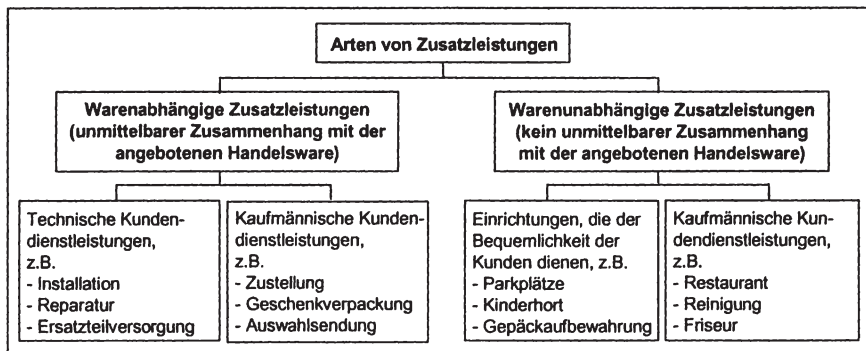 Arten von Zusatzleistungen
Warenabhängige Zusatzleistungen
(unmittelbarer Zusammenhang mit der
angebotenen Handelsware)
Warenunabhängige Zusatzleistungen
(kein unmittelbarer Zusammenhang
mit der angebotenen Handelsware)
Technische Kunden-
dienstleistungen,
z.B.
- Installation
- Reparatur
- Ersatzteilversorgung
Kaufmännische Kunden-
dienstleistungen,
z.B.
- Zustellung
- Geschenkverpackung
- Auswahlsendung
Einrichtungen, die der
Bequemlichkeit der
Kunden dienen, z.B.
- Parkplätze
- Kinderhort
- Gepäckaufbewahrung
Kaufmännische Kun-
dendienstleistungen,
z.B.
- Restaurant
- Reinigung
- Friseur